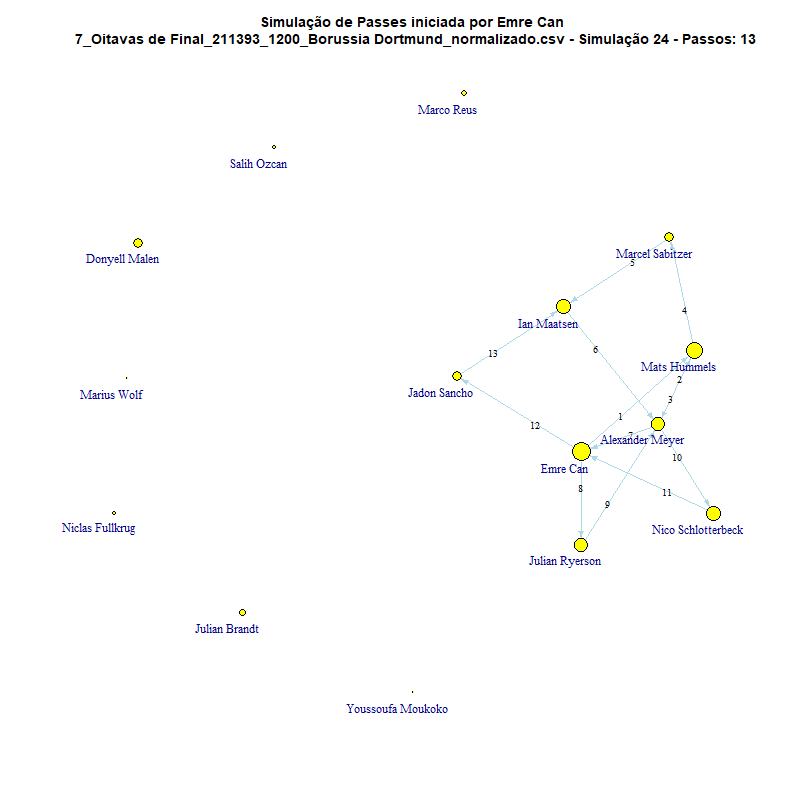 Simulação de Passes iniciada por Emre Can
7_Oitavas de Final_211393_1200_Borussia Dortmund_normalizado.csv - Simulação 24 - Passos: 13
Marco Reus
Salih Ozcan
Donyell Malen
Marcel Sabitzer
5
4
Ian Maatsen
6
13
Mats Hummels
2
Marius Wolf
Jadon Sancho
3
1
12
7
Alexander Meyer
10
Emre Can
8
11
9
Niclas Fullkrug
Nico Schlotterbeck
Julian Ryerson
Julian Brandt
Youssoufa Moukoko